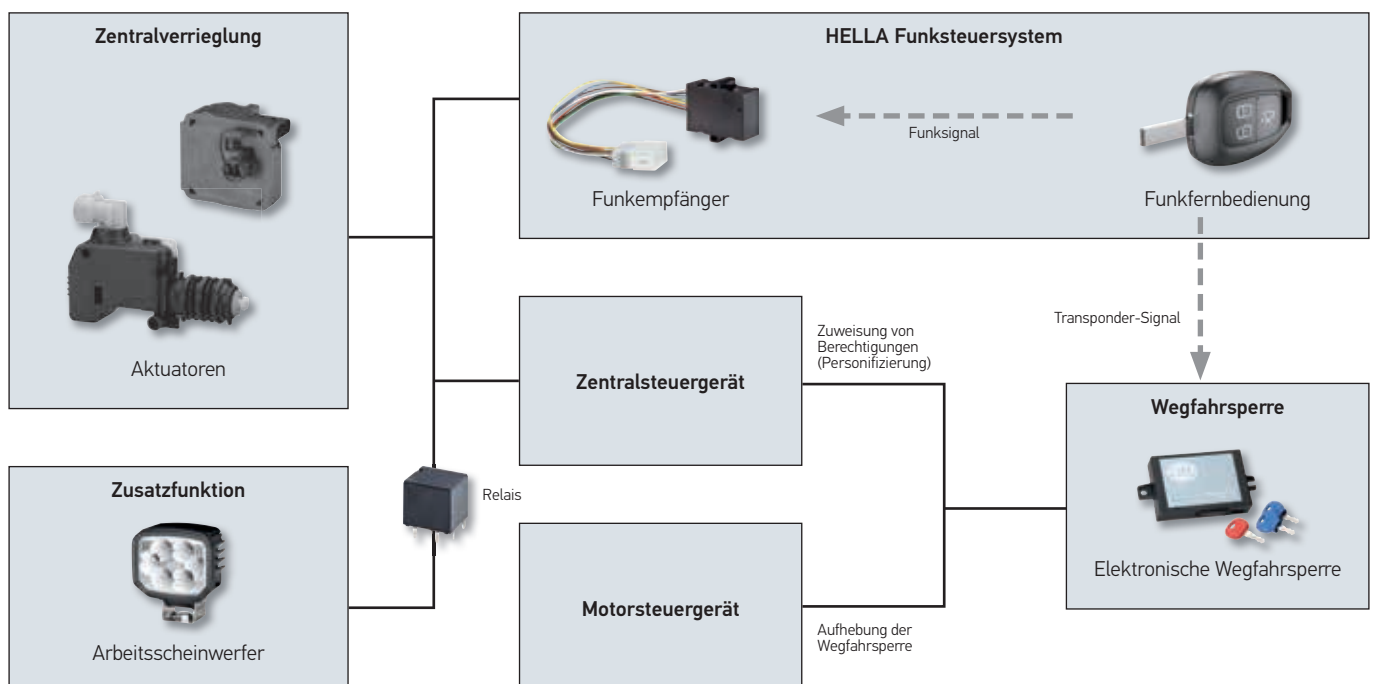 Zentralverrieglung
Aktuatoren
HELLA Funksteuersystem
Funkempfänger
Funksignal
Funkfernbedienung
Transponder-Signal
Zentralsteuergerät
Zuweisung von
Berechtigungen
(Personifizierung)
Wegfahrsperre
Elektronische Wegfahrsperre
Zusatzfunktion
Arbeitsscheinwerfer
Relais
Motorsteuergerät
Aufhebung der
Wegfahrsperre